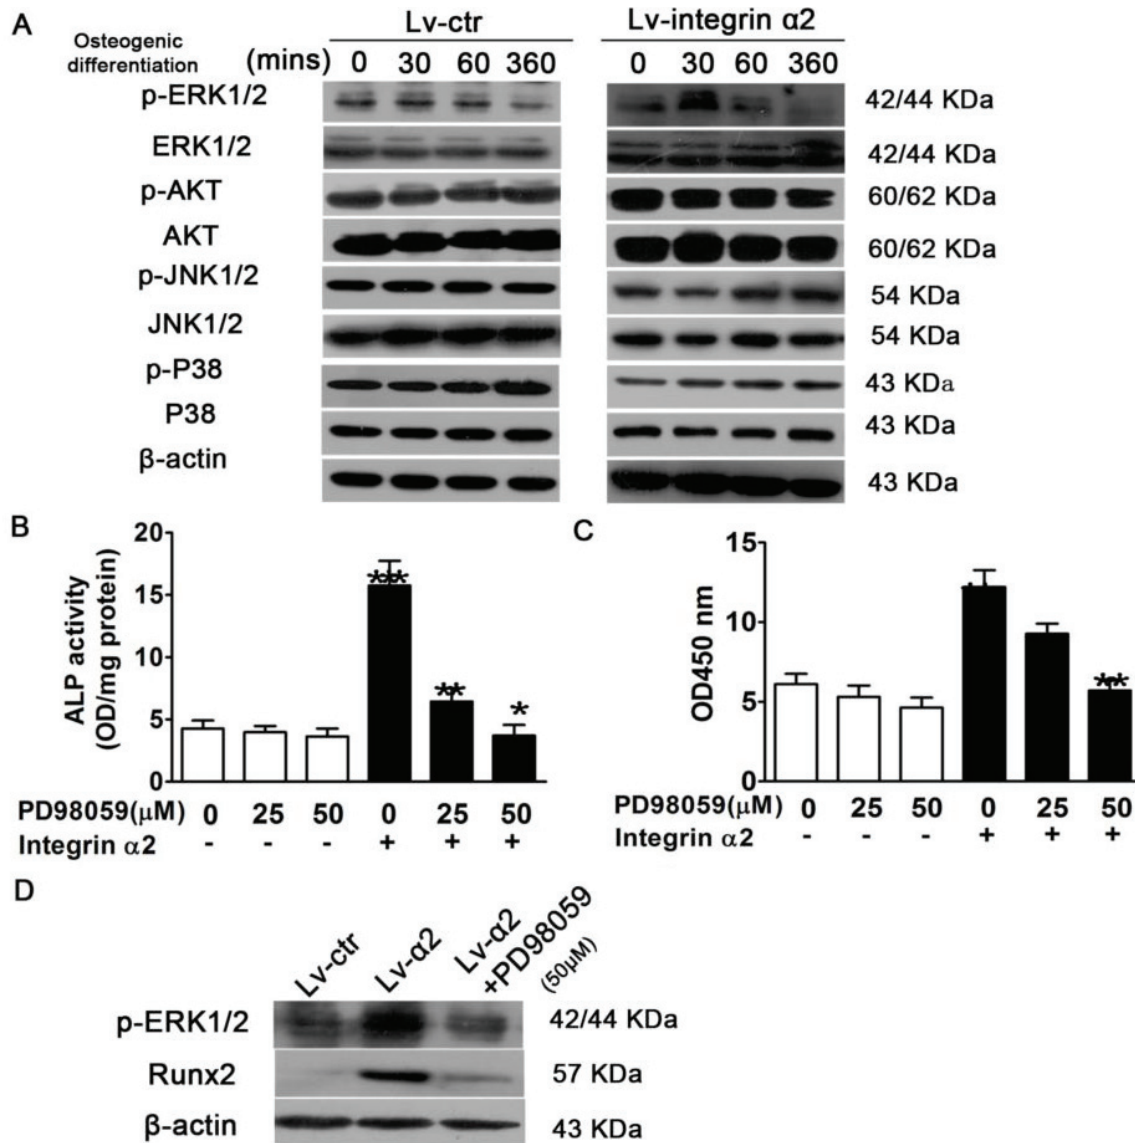 A
Lv-ctr
Lv-integrin α2
Osteogenic
differentiation
(mins)
0 30 60 360
0 30 60 360
p-ERK1/2
42/44 KDa
ERK1/2
42/44 KDa
p-AKT
60/62 KDa
AKT
60/62 KDa
p-JNK1/2
54 KDa
JNK1/2
54 KDa
p-P38
43 KDa
P38
43 KDa
β-actin
43 KDa
B
ALP activity
(OD/mg protein)
20
15
10
5
0
***
**
*
PD98059(μM) 0 25 50 0 25 50
Integrin α2 - - - + + +
C
OD450 nm
15
10
5
0
**
PD98059(μM) 0 25 50 0 25 50
Integrin α2 - - - + + +
D
Lv-ctr
Lv-α2
Lv-α2
+PD98059
(50μM)
p-ERK1/2
42/44 KDa
Runx2
57 KDa
β-actin
43 KDa